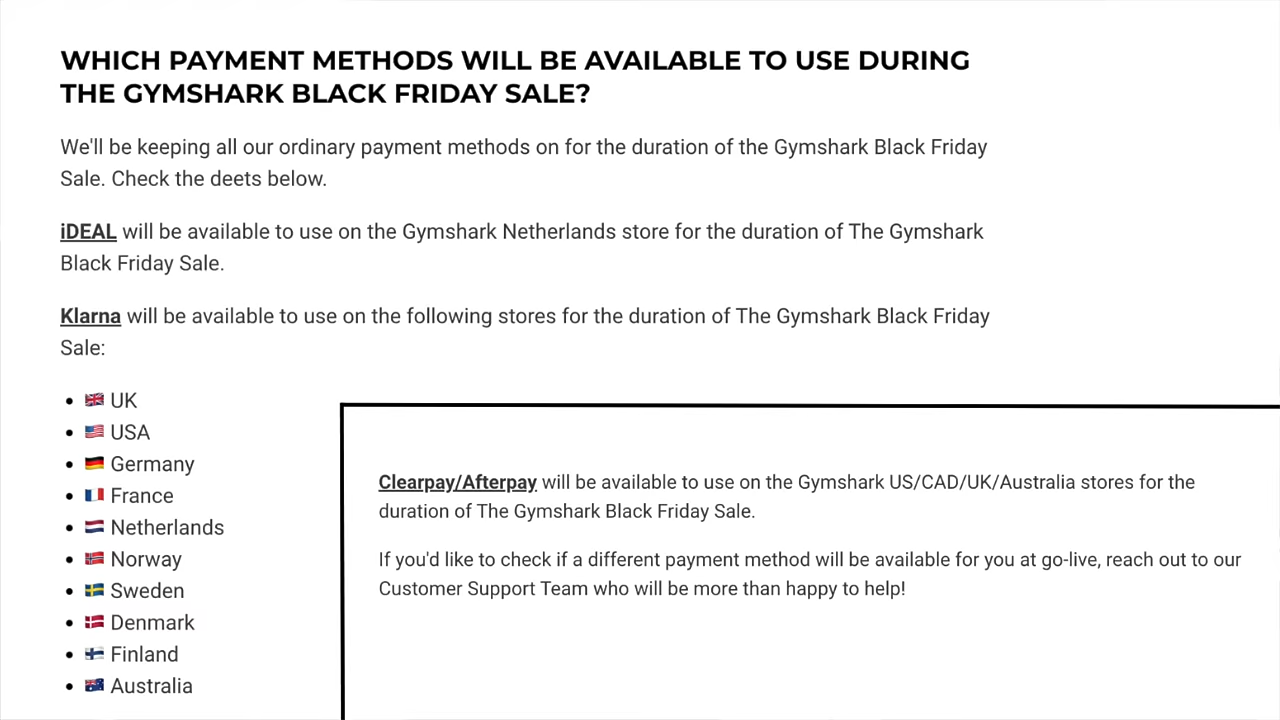 WHICH PAYMENT METHODS WILL BE AVAILABLE TO USE DURING
THE GYMSHARK BLACK FRIDAY SALE?
We'll be keeping all our ordinary payment methods on for the duration of the Gymshark Black Friday
Sale. Check the deets below.
iDEAL will be available to use on the Gymshark Netherlands store for the duration of The Gymshark
Black Friday Sale.
Klarna will be available to use on the following stores for the duration of The Gymshark Black Friday
Sale:
• UK
• USA
• Germany
• France
• Netherlands
• Norway
• Sweden
• Denmark
• Finland
• Australia
Clearpay/Afterpay will be available to use on the Gymshark US/CAD/UK/Australia stores for the
duration of The Gymshark Black Friday Sale.
If you'd like to check if a different payment method will be available for you at go-live, reach out to our
Customer Support Team who will be more than happy to help!